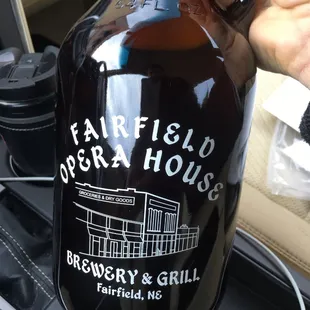 FAIRFIELD
OPERA HOUSE
GROCERIES & DRY GOODS
BREWERY & GRILL
Fairfield, NE